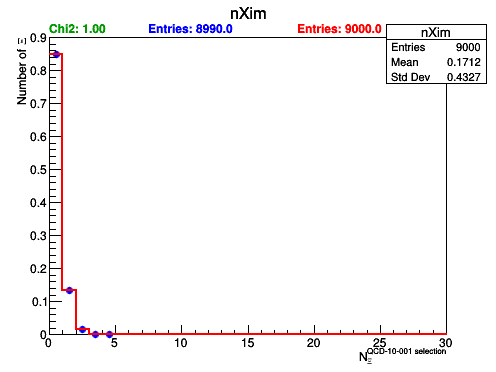 nXim
Chi2: 1.00 Entries: 8990.0 Entries: 9000.0
nXim
Entries 9000
Mean 0.1712
Std Dev 0.4327
Number of Ξ
0.9
0.8
0.7
0.6
0.5
0.4
0.3
0.2
0.1
0
0 5 10 15 20 25 30
N_Ξ^QCD-10-001 selection